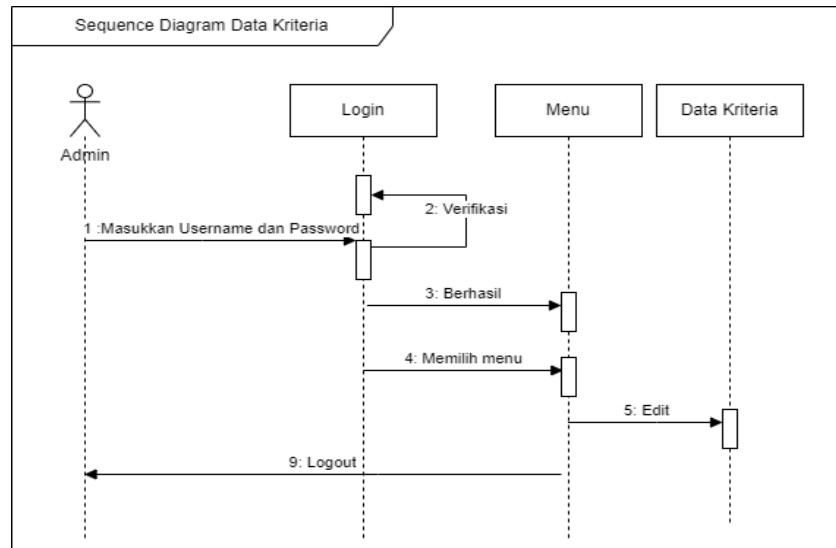 Sequence Diagram Data Kriteria
Login
Menu
Data Kriteria
Admin
2: Verifikasi
1 :Masukkan Username dan Password
3: Berhasil
4: Memilih menu
5: Edit
9: Logout